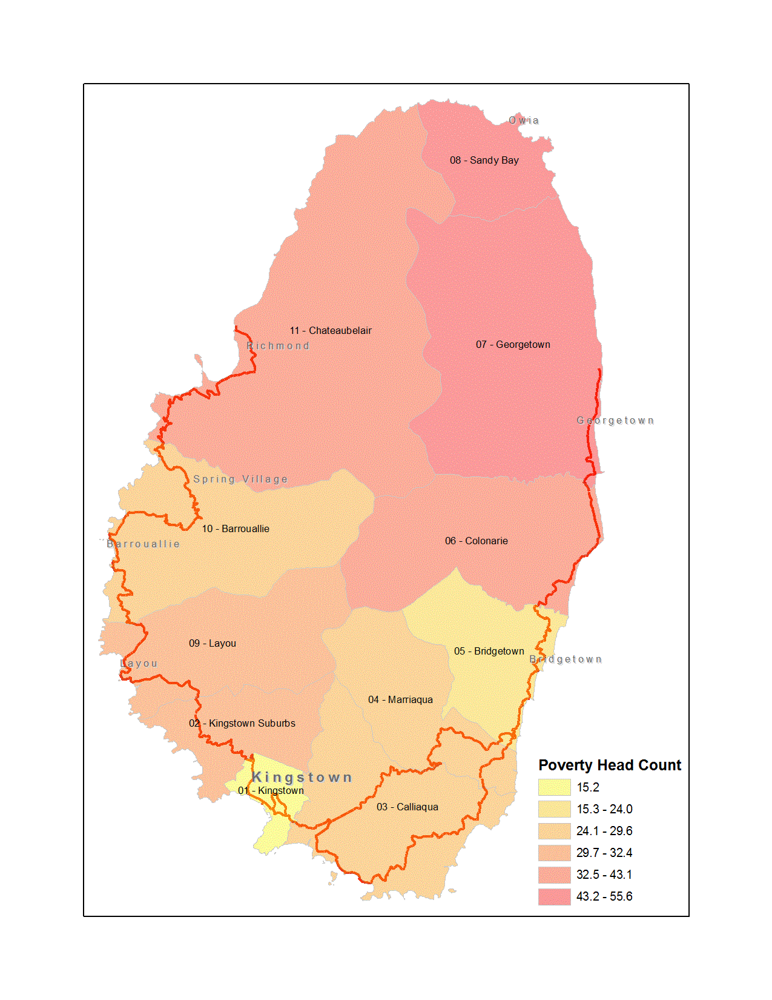 Owia
08 - Sandy Bay
11 - Chateaubelair
07 - Georgetown
Richmond
Georgetown
Spring Village
10 - Barrouallie
06 - Colonarie
Barrouallie
09 - Layou
05 - Bridgetown
Bridgetown
Layou
04 - Marriaqua
02 - Kingstown Suburbs
Kingstown
01 - Kingstown
03 - Calliaqua
Poverty Head Count
15.2
15.3 - 24.0
24.1 - 29.6
29.7 - 32.4
32.5 - 43.1
43.2 - 55.6